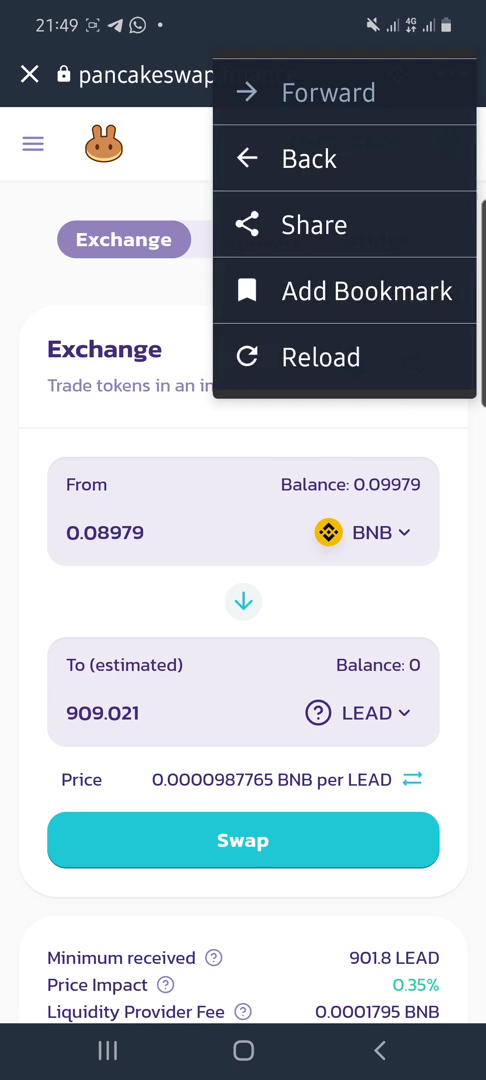 21:49
4G
pancakeswap
Forward
Back
Share
Add Bookmark
Reload
Exchange
Exchange
Trade tokens in an in
From
Balance: 0.09979
0.08979
BNB
To (estimated)
Balance: 0
909.021
LEAD
Price
0.0000987765 BNB per LEAD
Swap
Minimum received
901.8 LEAD
Price Impact
0.35%
Liquidity Provider Fee
0.0001795 BNB